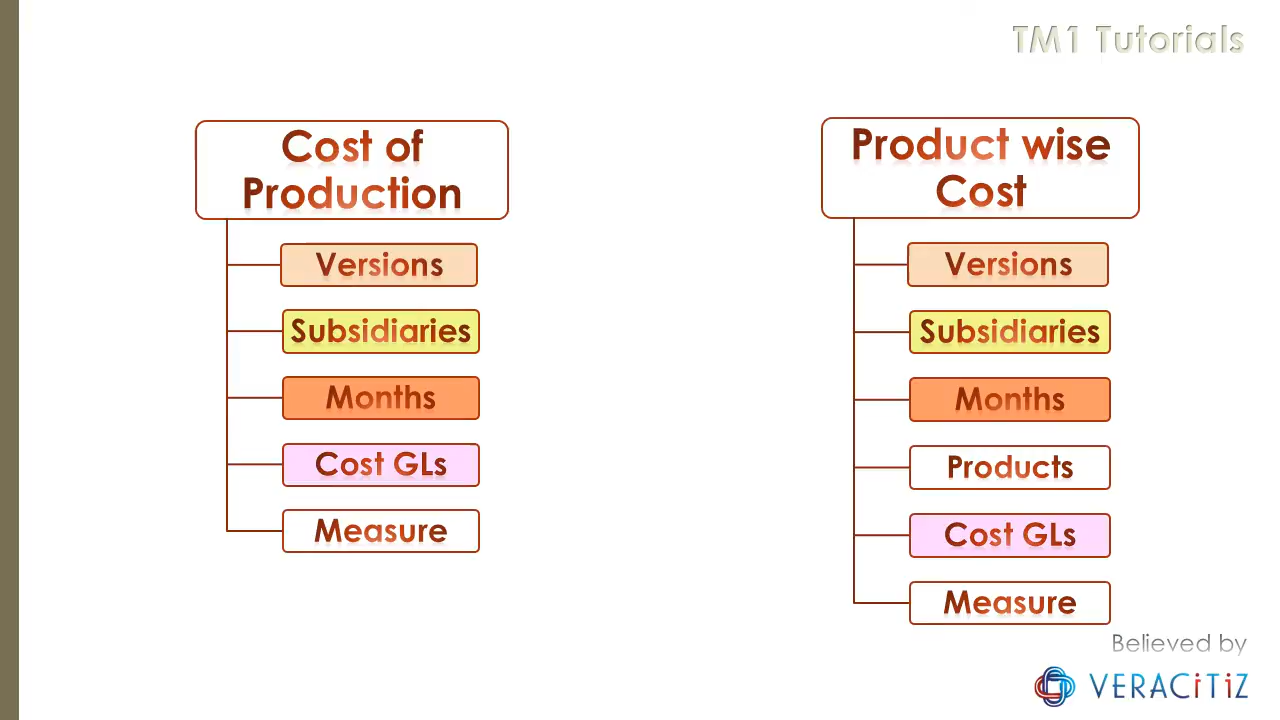 TM1 Tutorials
Cost of
Production
Versions
Subsidiaries
Months
Cost GLs
Measure
Product wise
Cost
Versions
Subsidiaries
Months
Products
Cost GLs
Measure
Believed by
VERACiTiZ